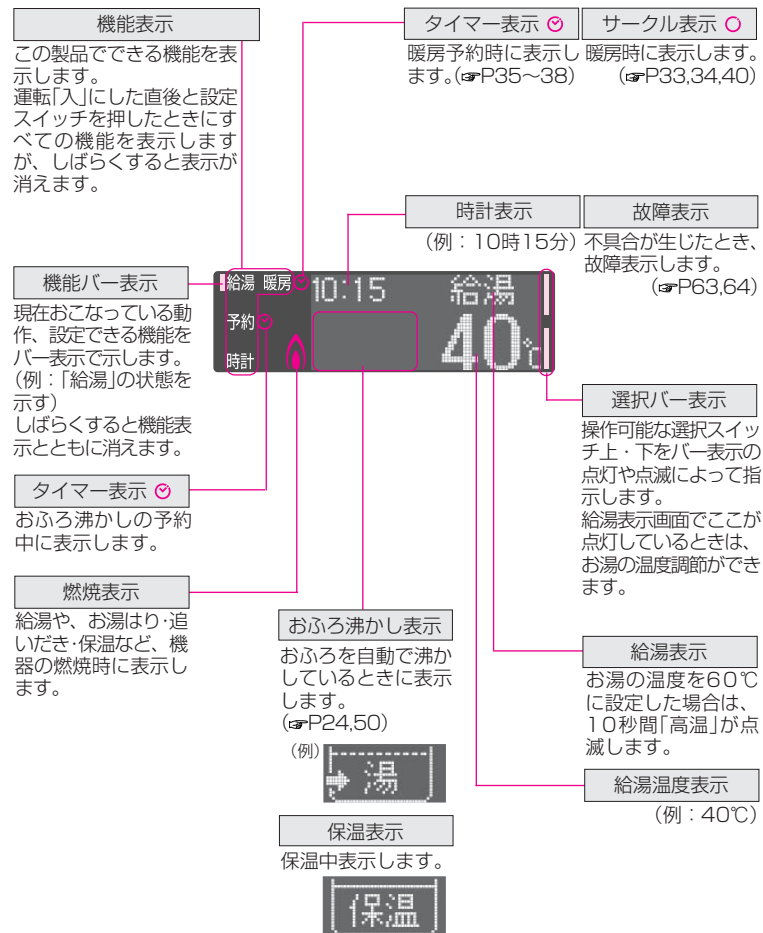 機能表示
この製品でできる機能を表
示します。
運転「入」にした直後と設定
スイッチを押したときにす
べての機能を表示します
が、しばらくすると表示が
消えます。
タイマー表示
暖房予約時に表示し
ます。(☞P35〜38)
サークル表示
暖房時に表示します。
(☞P33,34,40)
時計表示
(例：10時15分)
故障表示
不具合が生じたとき、
故障表示します。
(☞P63,64)
機能バー表示
現在おこなっている動
作、設定できる機能を
バー表示で示します。
(例：「給湯」の状態を
示す)
しばらくすると機能表
示とともに消えます。
給湯 暖房 10:15 給湯
予約 40℃
時計
選択バー表示
操作可能な選択スイッ
チ上・下をバー表示の
点灯や点滅によって指
示します。
給湯表示画面でここが
点灯しているときは、
お湯の温度調節ができ
ます。
タイマー表示
おふろ沸かしの予約
中に表示します。
燃焼表示
給湯や、お湯はり・追
いだき・保温など、機
器の燃焼時に表示し
ます。
おふろ沸かし表示
おふろを自動で沸か
しているときに表示
します。
(☞P24,50)
(例)
湯
保温表示
保温中表示します。
保温
給湯表示
お湯の温度を60℃
に設定した場合は、
10秒間「高温」が点
滅します。
給湯温度表示
(例：40℃)